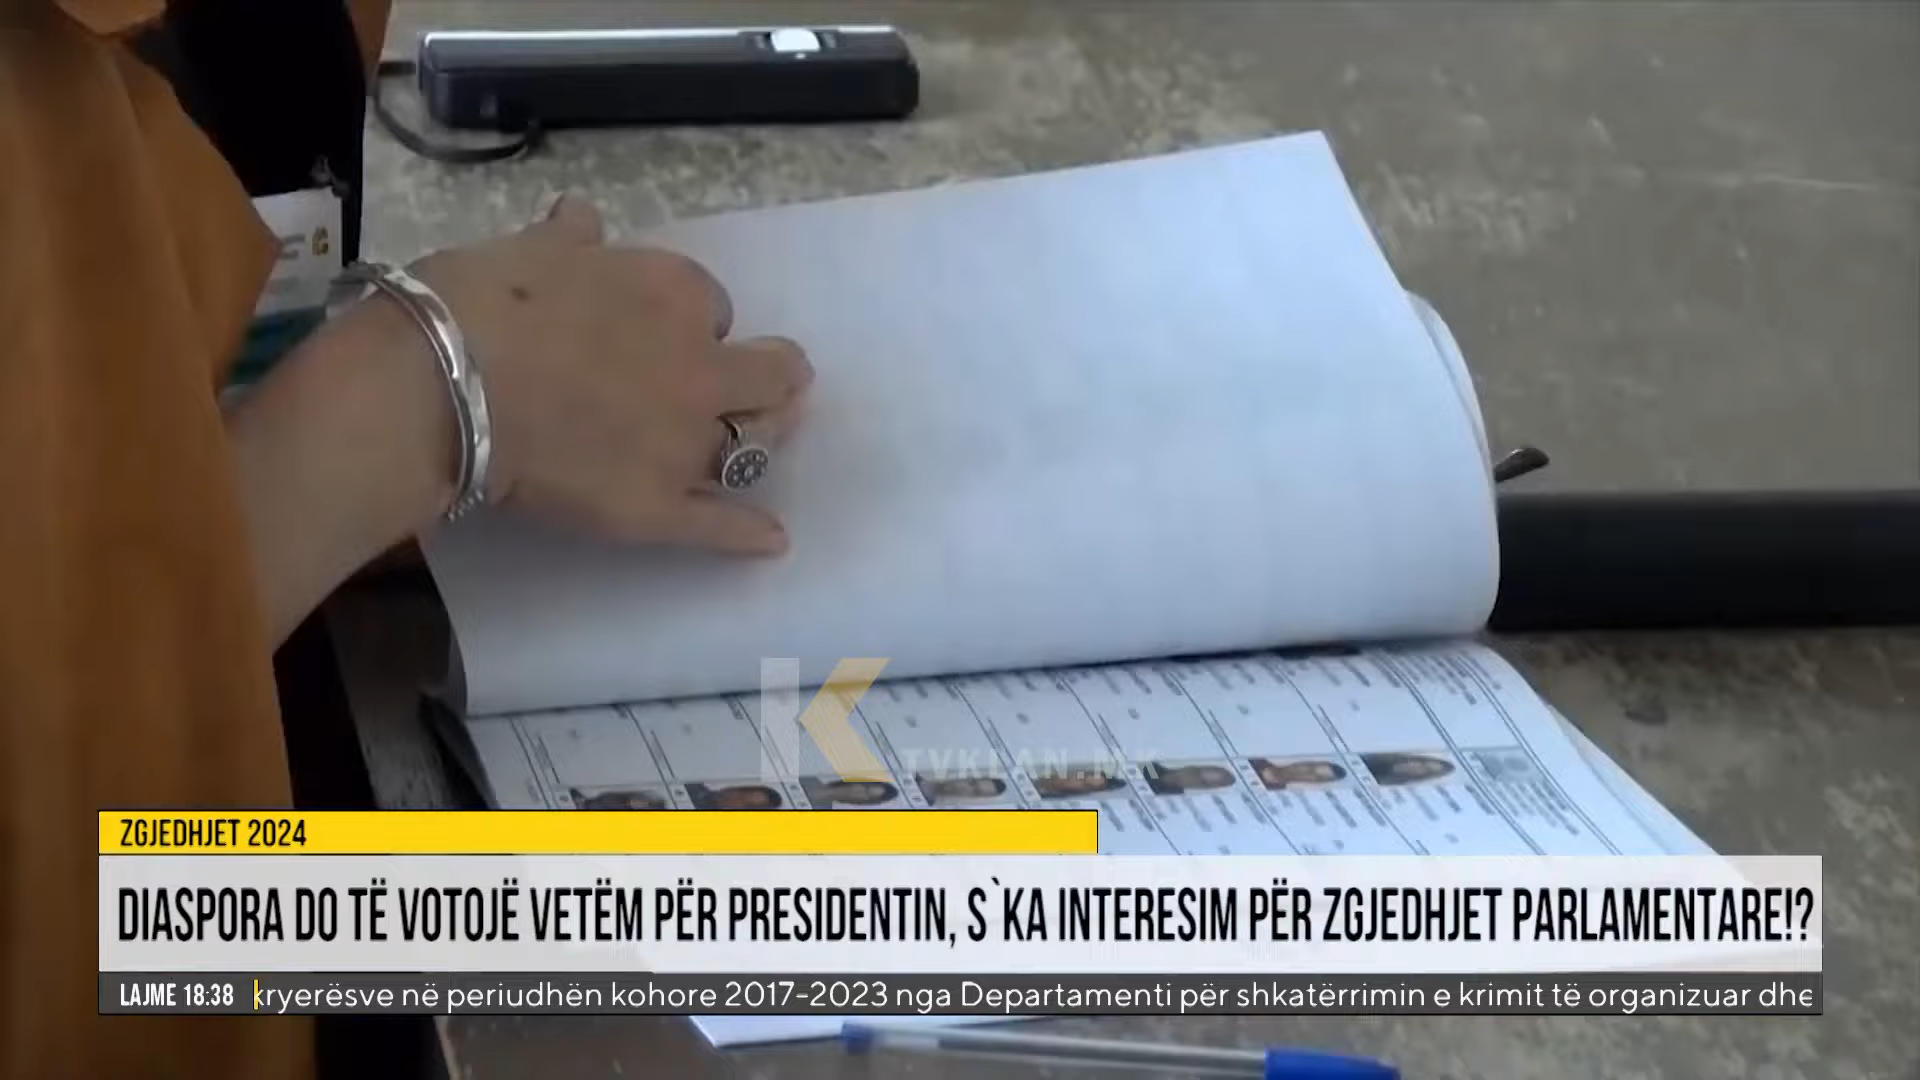 TVKLAN.MK
ZGJEDHJET 2024
DIASPORA DO TË VOTOJË VETËM PËR PRESIDENTIN, S`KA INTERESIM PËR ZGJEDHJET PARLAMENTARE!?
LAJME 18:38 kryerësve në periudhën kohore 2017-2023 nga Departamenti për shkatërrimin e krimit të organizuar dhe